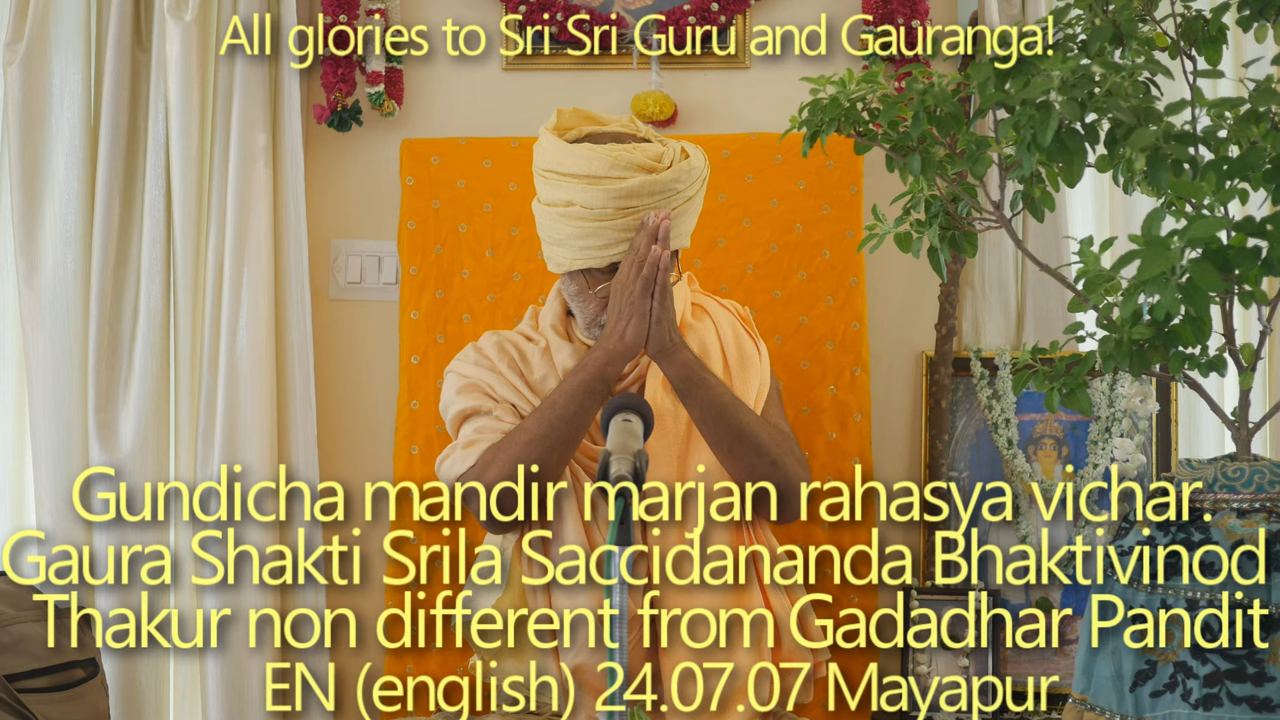 All glories to Sri Sri Guru and Gauranga!
Gundicha mandir marjan rahasya vichar.
Gaura Shakti Srila Saccidananda Bhaktivinod
Thakur non different from Gadadhar Pandit
EN (english) 24.07.07 Mayapur